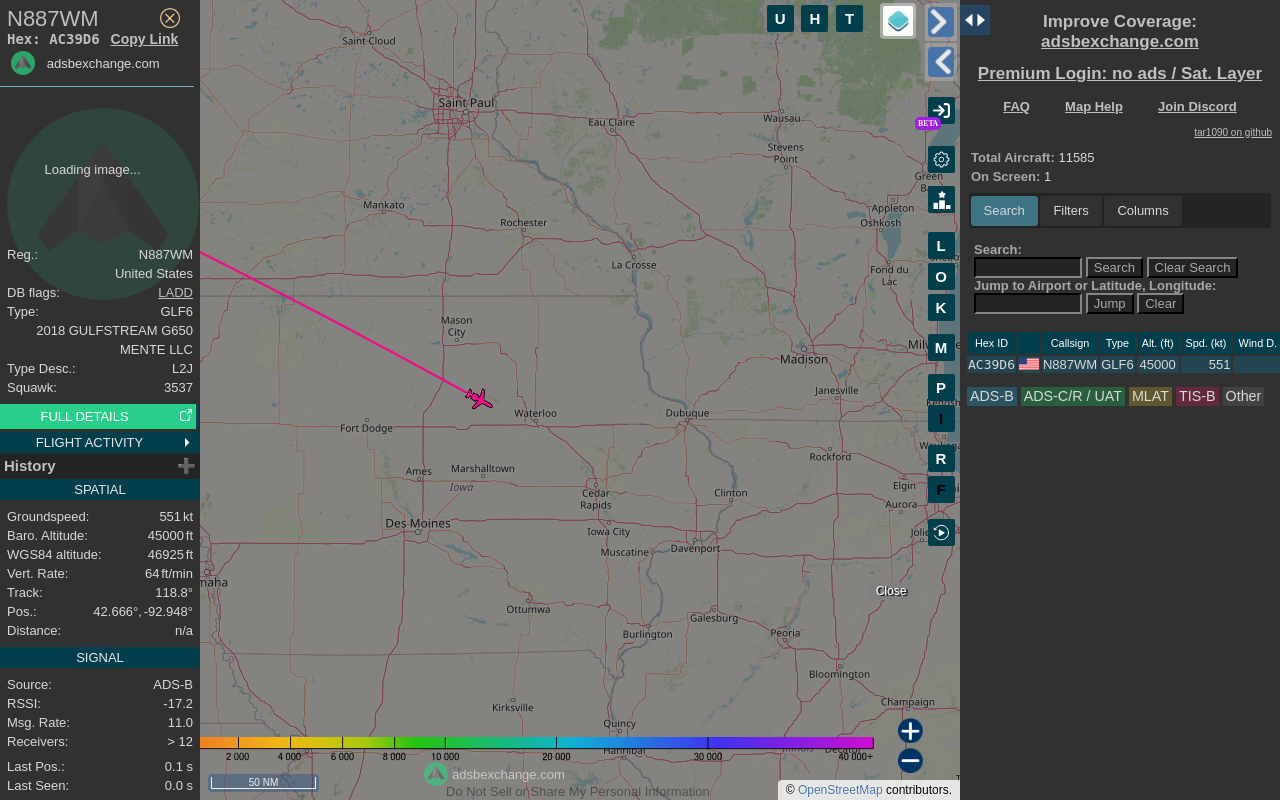 N887WM
Hex: AC39D6 Copy Link
adsbexchange.com
Loading image...
Reg.: N887WM
United States
DB flags: LADD
Type: GLF6
2018 GULFSTREAM G650
MENTE LLC
Type Desc.: L2J
Squawk: 3537
FULL DETAILS
FLIGHT ACTIVITY
History
SPATIAL
Groundspeed: 551 kt
Baro. Altitude: 45000 ft
WGS84 altitude: 46925 ft
Vert. Rate: 64 ft/min
Track: 118.8°
Pos.: 42.666°, -92.948°
Distance: n/a
SIGNAL
Source: ADS-B
RSSI: -17.2
Msg. Rate: 11.0
Receivers: > 12
Last Pos.: 0.1 s
Last Seen: 0.0 s
U H T
Saint Cloud
Saint Paul
Eau Claire
Wausau
Stevens
Point
Green
Mankato
Rochester
Appleton
Oshkosh
La Crosse
Fond du
Lac
Mason
City
Madison
Janesville
Waterloo
Dubuque
Fort Dodge
Rockford
Ames
Marshalltown
Iowa
Cedar
Rapids
Clinton
Elgin
Aurora
Des Moines
Iowa City
Muscatine
Davenport
maha
Ottumwa
Galesburg
Burlington
Peoria
Bloomington
Kirksville
Quincy
Champaign
Hannibal
BETA
L
O
K
M
P
I
R
F
Close
2 000 4 000 6 000 8 000 10 000 20 000 30 000 40 000+
50 NM
adsbexchange.com
Do Not Sell or Share My Personal Information
© OpenStreetMap contributors.
Improve Coverage:
adsbexchange.com
Premium Login: no ads / Sat. Layer
FAQ Map Help Join Discord
tar1090 on github
Total Aircraft: 11585
On Screen: 1
Search Filters Columns
Search:
Search Clear Search
Jump to Airport or Latitude, Longitude:
Jump Clear
Hex ID Callsign Type Alt. (ft) Spd. (kt) Wind D.
AC39D6 N887WM GLF6 45000 551
ADS-B ADS-C/R / UAT MLAT TIS-B Other